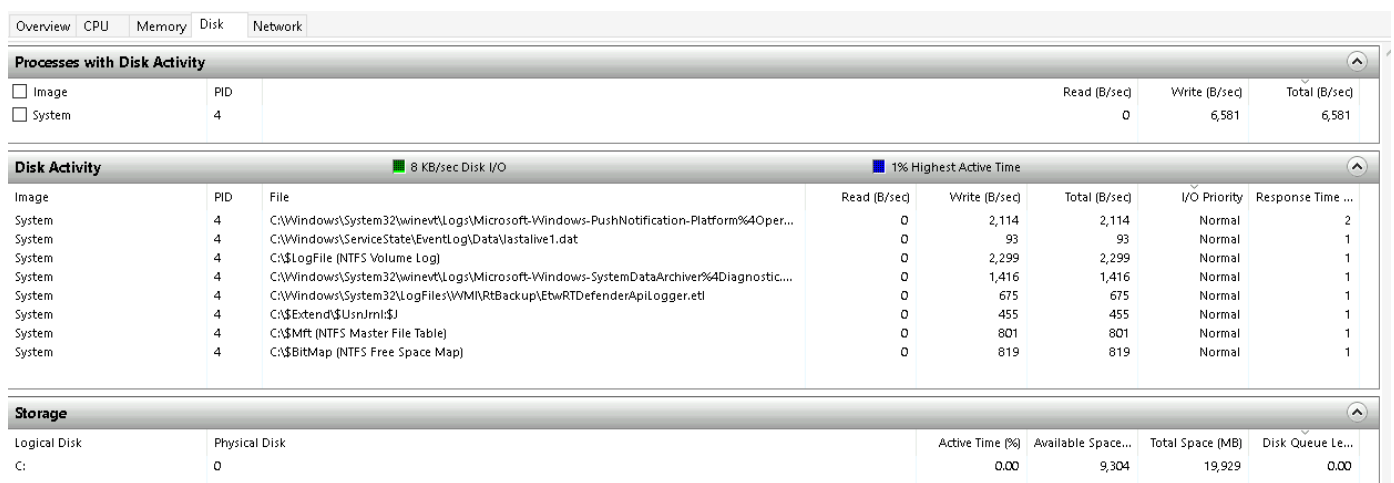 Overview CPU Memory Disk Network
Processes with Disk Activity
Image PID Read (B/sec) Write (B/sec) Total (B/sec)
System 4 0 6,581 6,581
Disk Activity 8 KB/sec Disk I/O 1% Highest Active Time
Image PID File Read (B/sec) Write (B/sec) Total (B/sec) I/O Priority Response Time ...
System 4 C:\Windows\System32\winevt\Logs\Microsoft-Windows-PushNotification-Platform%4Oper... 0 2,114 2,114 Normal 2
System 4 C:\Windows\ServiceState\EventLog\Data\lastalive1.dat 0 93 93 Normal 1
System 4 C:\$LogFile (NTFS Volume Log) 0 2,299 2,299 Normal 1
System 4 C:\Windows\System32\winevt\Logs\Microsoft-Windows-SystemDataArchiver%4Diagnostic.... 0 1,416 1,416 Normal 1
System 4 C:\Windows\System32\LogFiles\WMI\RtBackup\EtwRTDefenderApiLogger.etl 0 675 675 Normal 1
System 4 C:\$Extend\$UsnJrnl:$J 0 455 455 Normal 1
System 4 C:\$Mft (NTFS Master File Table) 0 801 801 Normal 1
System 4 C:\$BitMap (NTFS Free Space Map) 0 819 819 Normal 1
Storage
Logical Disk Physical Disk Active Time (%) Available Space... Total Space (MB) Disk Queue Le...
C: 0 0.00 9,304 19,929 0.00